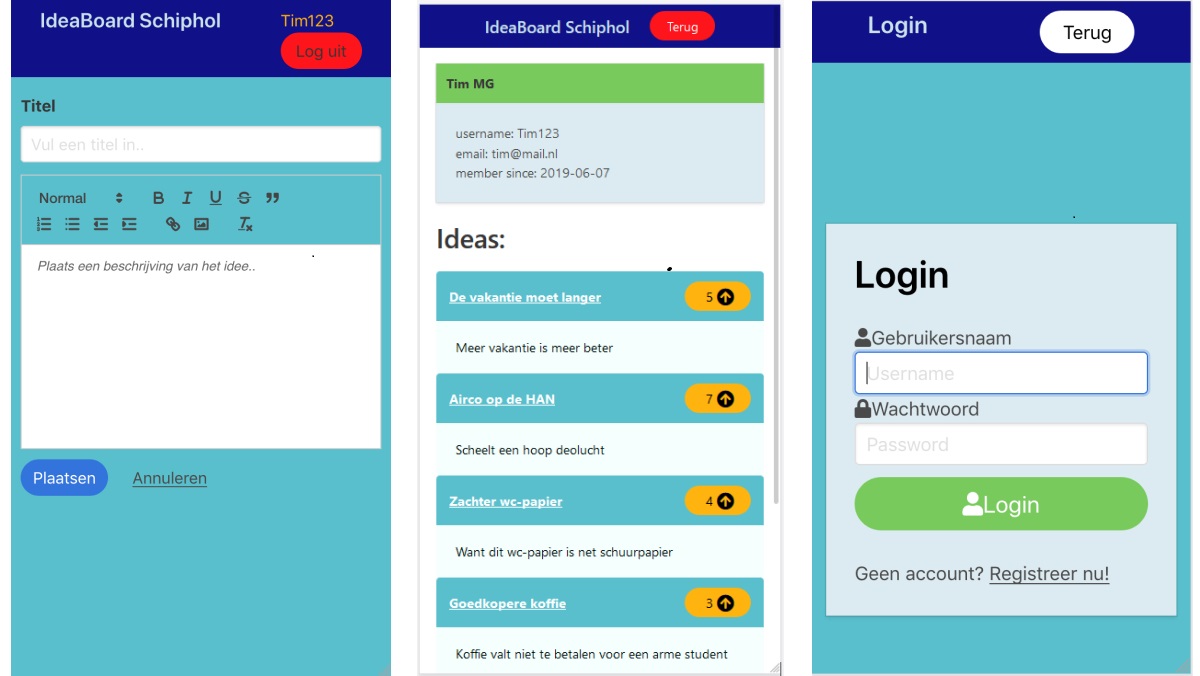 IdeaBoard Schiphol
Tim123
Log uit
Titel
Vul een titel in..
Normal
B I U S
Plaats een beschrijving van het idee..
Plaatsen
Annuleren
IdeaBoard Schiphol
Terug
Tim MG
username: Tim123
email: tim@mail.nl
member since: 2019-06-07
Ideas:
De vakantie moet langer
5
Meer vakantie is meer beter
Airco op de HAN
7
Scheelt een hoop deolucht
Zachter wc-papier
4
Want dit wc-papier is net schuurpapier
Goedkopere koffie
3
Koffie valt niet te betalen voor een arme student
Login
Terug
Login
Gebruikersnaam
Username
Wachtwoord
Password
Login
Geen account? Registreer nu!